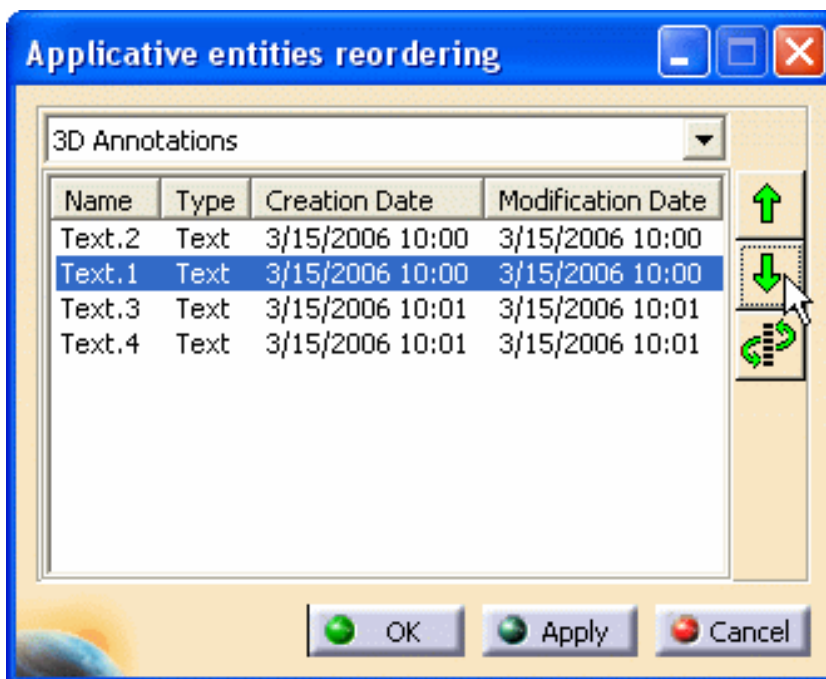 Applicative entities reordering
3D Annotations
Name Type Creation Date Modification Date
Text.2 Text 3/15/2006 10:00 3/15/2006 10:00
Text.1 Text 3/15/2006 10:00 3/15/2006 10:00
Text.3 Text 3/15/2006 10:01 3/15/2006 10:01
Text.4 Text 3/15/2006 10:01 3/15/2006 10:01
OK Apply Cancel